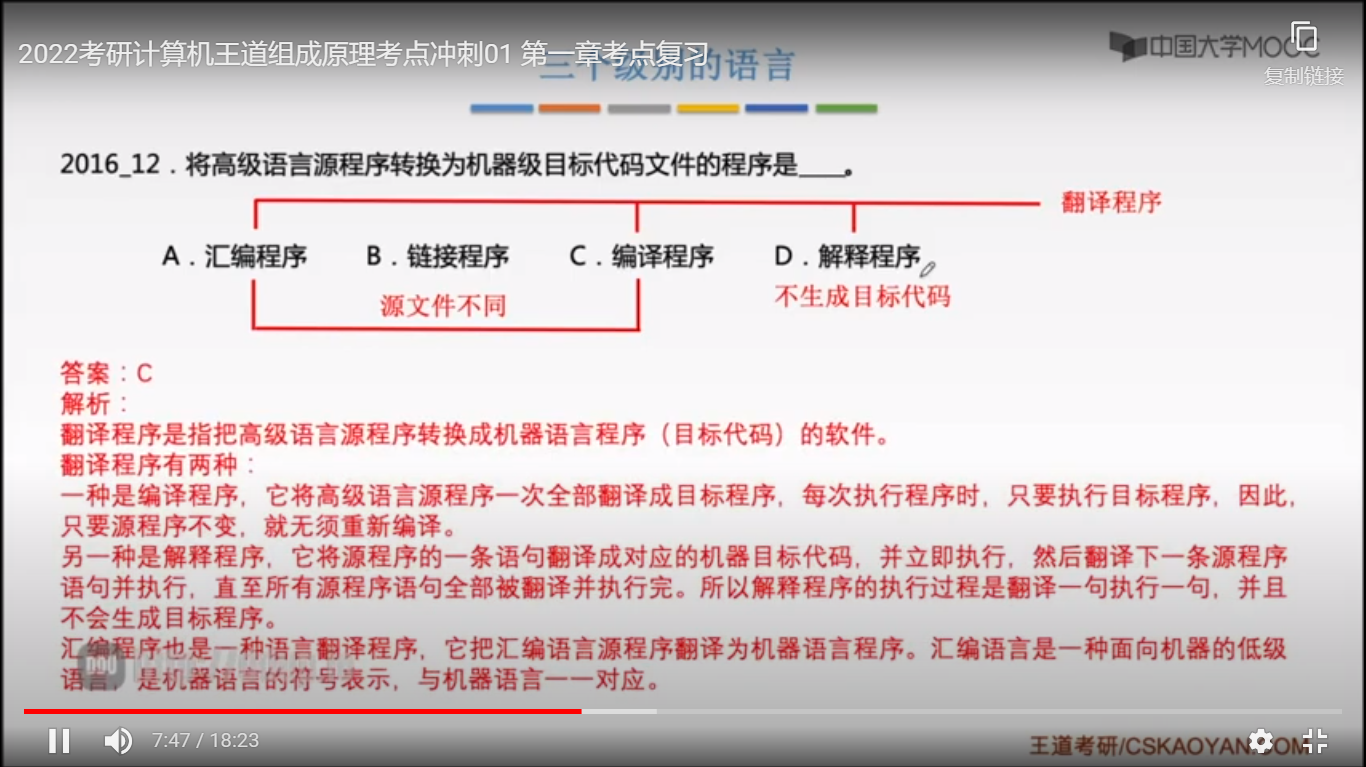 2022考研计算机王道组成原理考点冲刺01 第一章考点复习
中国大学MOOC
三个级别的语言
复制链接
2016_12．将高级语言源程序转换为机器级目标代码文件的程序是____。
翻译程序
A．汇编程序 B．链接程序 C．编译程序 D．解释程序
源文件不同 不生成目标代码
答案：C
解析：
翻译程序是指把高级语言源程序转换成机器语言程序（目标代码）的软件。
翻译程序有两种：
一种是编译程序，它将高级语言源程序一次全部翻译成目标程序，每次执行程序时，只要执行目标程序，因此，
只要源程序不变，就无须重新编译。
另一种是解释程序，它将源程序的一条语句翻译成对应的机器目标代码，并立即执行，然后翻译下一条源程序
语句并执行，直至所有源程序语句全部被翻译并执行完。所以解释程序的执行过程是翻译一句执行一句，并且
不会生成目标程序。
汇编程序也是一种语言翻译程序，它把汇编语言源程序翻译为机器语言程序。汇编语言是一种面向机器的低级
语言，是机器语言的符号表示，与机器语言一一对应。
7:47 / 18:23
王道考研/CSKAOYAN.COM